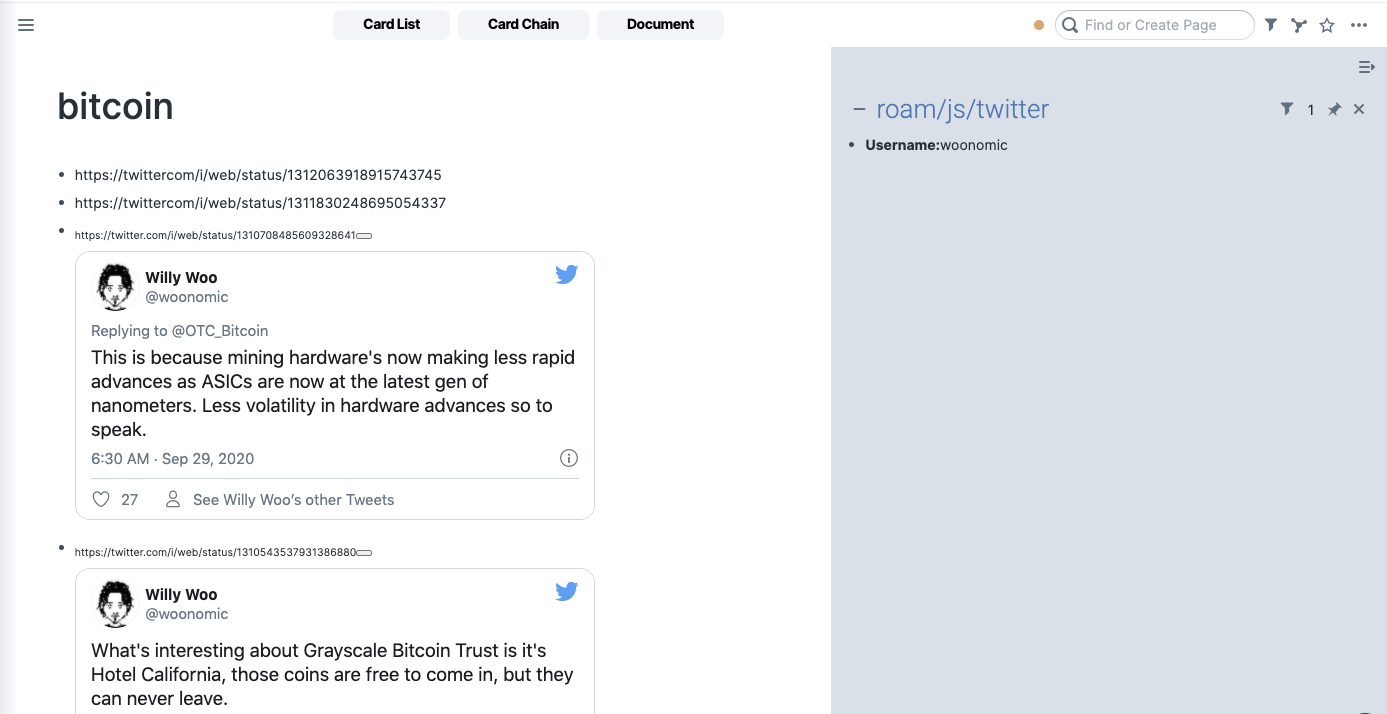 Card List
Card Chain
Document
Find or Create Page
bitcoin
https://twittercom/i/web/status/1312063918915743745
https://twittercom/i/web/status/1311830248695054337
https://twitter.com/i/web/status/1310708485609328641
Willy Woo
@woonomic
Replying to @OTC_Bitcoin
This is because mining hardware's now making less rapid
advances as ASICs are now at the latest gen of
nanometers. Less volatility in hardware advances so to
speak.
6:30 AM · Sep 29, 2020
27
See Willy Woo's other Tweets
https://twitter.com/i/web/status/1310543537931386880
Willy Woo
@woonomic
What's interesting about Grayscale Bitcoin Trust is it's
Hotel California, those coins are free to come in, but they
can never leave.
roam/js/twitter
1
Username:woonomic